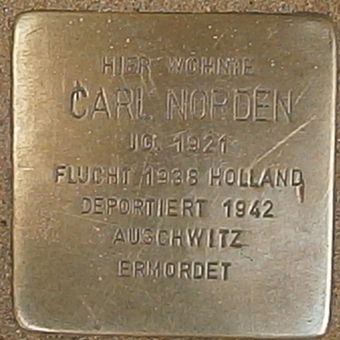 HIER WOHNTE
CARL NORDEN
JG. 1921
FLUCHT 1938 HOLLAND
DEPORTIERT 1942
AUSCHWITZ
ERMORDET